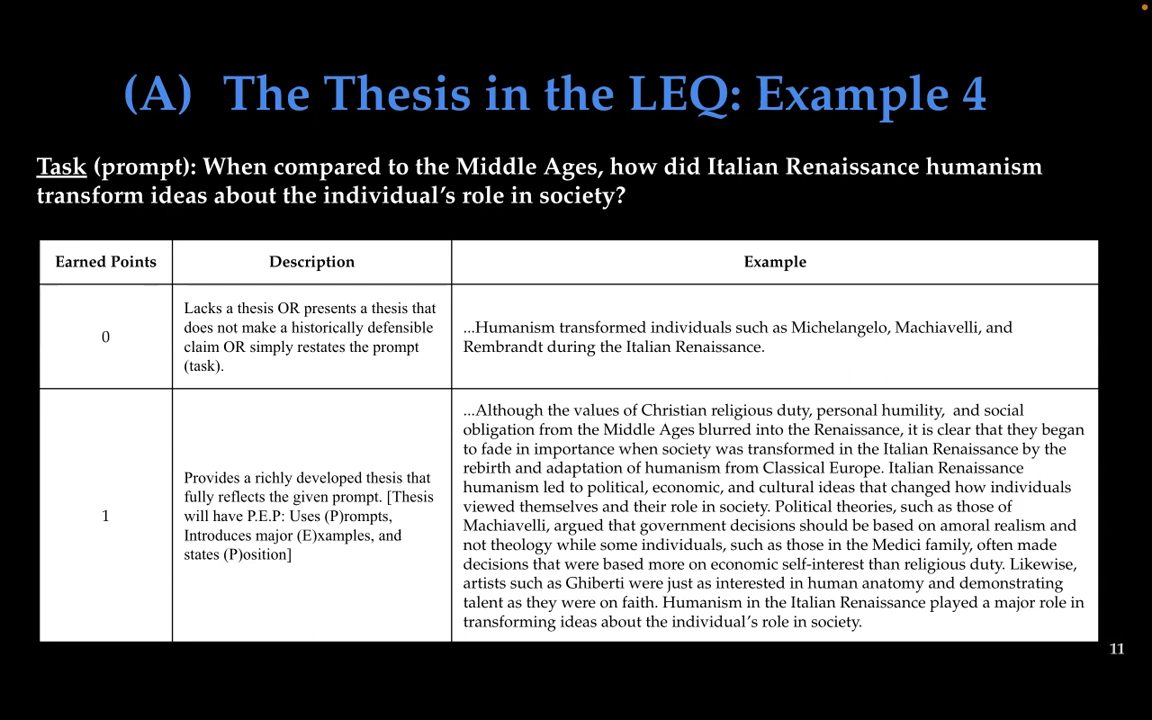 (A) The Thesis in the LEQ: Example 4
Task (prompt): When compared to the Middle Ages, how did Italian Renaissance humanism
transform ideas about the individual's role in society?
Earned Points
Description
Example
0
Lacks a thesis OR presents a thesis that
does not make a historically defensible
claim OR simply restates the prompt
(task).
...Humanism transformed individuals such as Michelangelo, Machiavelli, and
Rembrandt during the Italian Renaissance.
1
Provides a richly developed thesis that
fully reflects the given prompt. [Thesis
will have P.E.P: Uses (P)rompts,
Introduces major (E)xamples, and
states (P)osition]
...Although the values of Christian religious duty, personal humility, and social
obligation from the Middle Ages blurred into the Renaissance, it is clear that they began
to fade in importance when society was transformed in the Italian Renaissance by the
rebirth and adaptation of humanism from Classical Europe. Italian Renaissance
humanism led to political, economic, and cultural ideas that changed how individuals
viewed themselves and their role in society. Political theories, such as those of
Machiavelli, argued that government decisions should be based on amoral realism and
not theology while some individuals, such as those in the Medici family, often made
decisions that were based more on economic self-interest than religious duty. Likewise,
artists such as Ghiberti were just as interested in human anatomy and demonstrating
talent as they were on faith. Humanism in the Italian Renaissance played a major role in
transforming ideas about the individual's role in society.
11